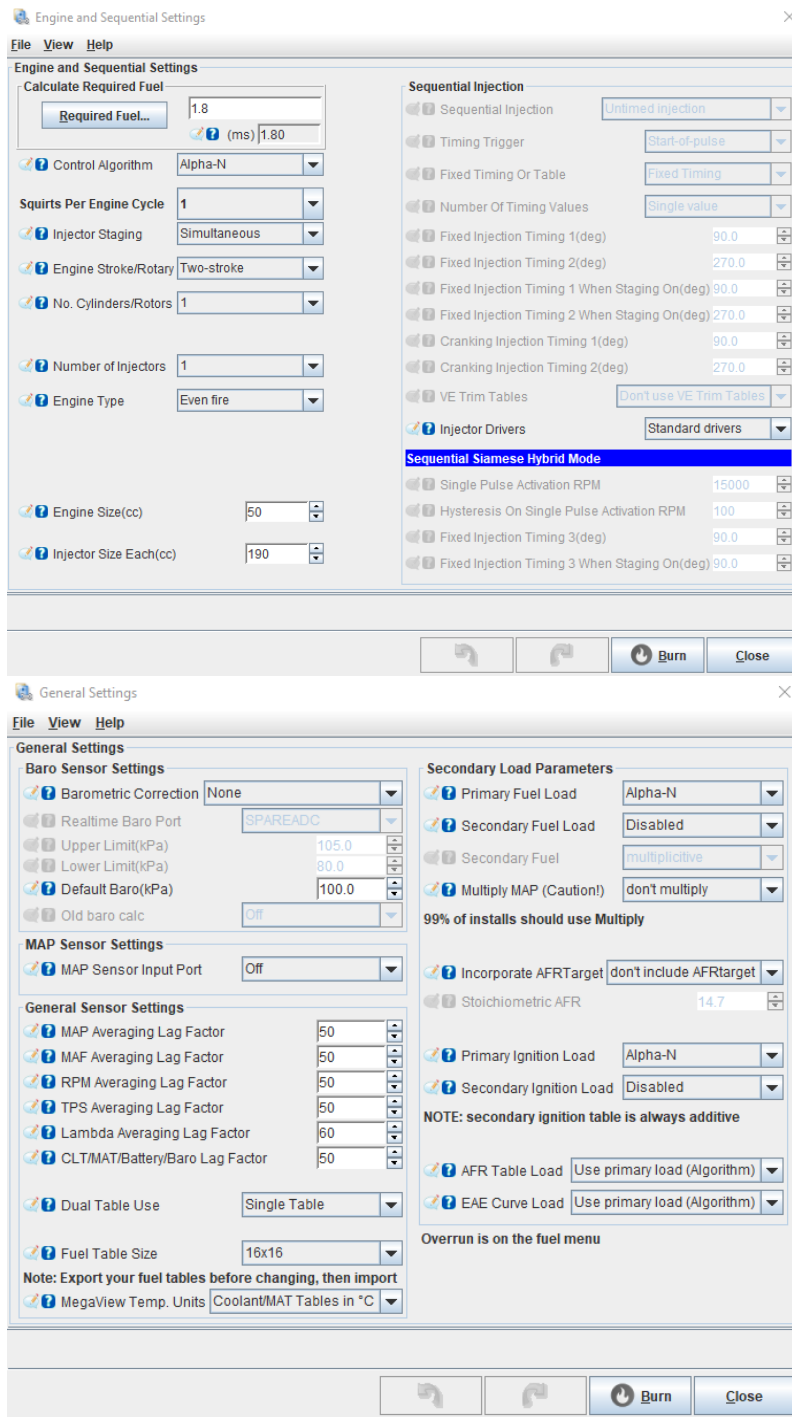 Engine and Sequential Settings
File View Help
Engine and Sequential Settings
Calculate Required Fuel
Required Fuel... 1.8
(ms) 1.80
Control Algorithm Alpha-N
Squirts Per Engine Cycle 1
Injector Staging Simultaneous
Engine Stroke/Rotary Two-stroke
No. Cylinders/Rotors 1
Number of Injectors 1
Engine Type Even fire
Engine Size(cc) 50
Injector Size Each(cc) 190
Sequential Injection
Sequential Injection Untimed injection
Timing Trigger Start-of-pulse
Fixed Timing Or Table Fixed Timing
Number Of Timing Values Single value
Fixed Injection Timing 1(deg) 90.0
Fixed Injection Timing 2(deg) 270.0
Fixed Injection Timing 1 When Staging On(deg) 90.0
Fixed Injection Timing 2 When Staging On(deg) 270.0
Cranking Injection Timing 1(deg) 90.0
Cranking Injection Timing 2(deg) 270.0
VE Trim Tables Don't use VE Trim Tables
Injector Drivers Standard drivers
Sequential Siamese Hybrid Mode
Single Pulse Activation RPM 15000
Hysteresis On Single Pulse Activation RPM 100
Fixed Injection Timing 3(deg) 90.0
Fixed Injection Timing 3 When Staging On(deg) 90.0
Burn Close
General Settings
File View Help
General Settings
Baro Sensor Settings
Barometric Correction None
Realtime Baro Port SPAREADC
Upper Limit(kPa) 105.0
Lower Limit(kPa) 80.0
Default Baro(kPa) 100.0
Old baro calc Off
MAP Sensor Settings
MAP Sensor Input Port Off
General Sensor Settings
MAP Averaging Lag Factor 50
MAF Averaging Lag Factor 50
RPM Averaging Lag Factor 50
TPS Averaging Lag Factor 50
Lambda Averaging Lag Factor 60
CLT/MAT/Battery/Baro Lag Factor 50
Dual Table Use Single Table
Fuel Table Size 16x16
Note: Export your fuel tables before changing, then import
MegaView Temp. Units Coolant/MAT Tables in °C
Secondary Load Parameters
Primary Fuel Load Alpha-N
Secondary Fuel Load Disabled
Secondary Fuel multiplicitive
Multiply MAP (Caution!) don't multiply
99% of installs should use Multiply
Incorporate AFRTarget don't include AFRtarget
Stoichiometric AFR 14.7
Primary Ignition Load Alpha-N
Secondary Ignition Load Disabled
NOTE: secondary ignition table is always additive
AFR Table Load Use primary load (Algorithm)
EAE Curve Load Use primary load (Algorithm)
Overrun is on the fuel menu
Burn Close